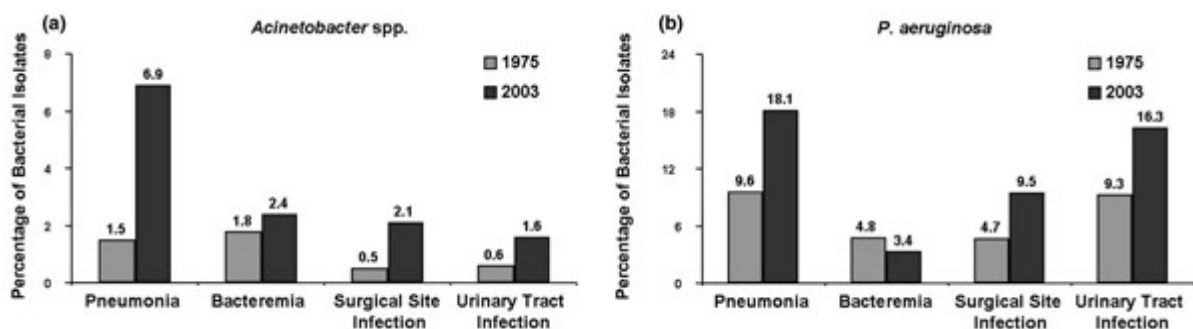 (a)
Acinetobacter spp.
Percentage of Bacterial Isolates
8
6
4
2
0
1975
2003
1.5
6.9
1.8
2.4
0.5
2.1
0.6
1.6
Pneumonia
Bacteremia
Surgical Site
Infection
Urinary Tract
Infection
(b)
P. aeruginosa
Percentage of Bacterial Isolates
24
18
12
6
0
1975
2003
9.6
18.1
4.8
3.4
4.7
9.5
9.3
16.3
Pneumonia
Bacteremia
Surgical Site
Infection
Urinary Tract
Infection